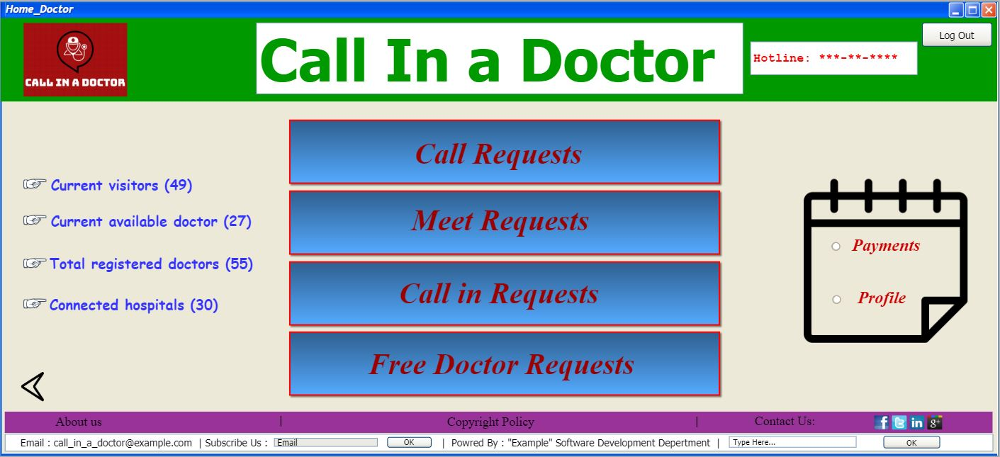 Home_Doctor
CALL IN A DOCTOR
Call In a Doctor
Hotline: ***-**-****
Log Out
Current visitors (49)
Current available doctor (27)
Total registered doctors (55)
Connected hospitals (30)
Call Requests
Meet Requests
Call in Requests
Free Doctor Requests
Payments
Profile
About us | Copyright Policy | Contact Us: f t in g+
Email : call_in_a_doctor@example.com | Subscribe Us : Email OK | Powred By : "Example" Software Development Depertment | Type Here... OK